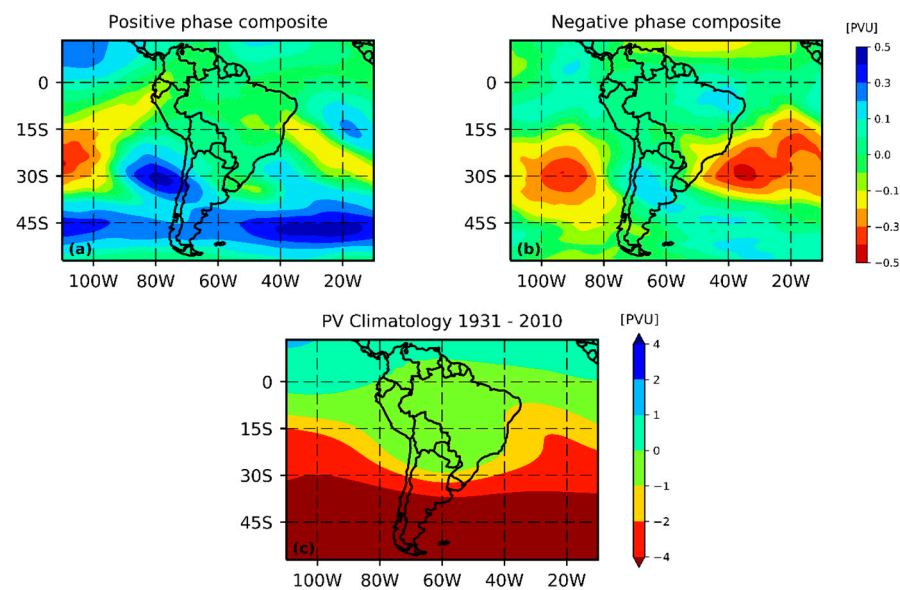 Positive phase composite
Negative phase composite
[PVU]
0
15S
30S
45S
(a)
100W 80W 60W 40W 20W
0
15S
30S
45S
(b)
100W 80W 60W 40W 20W
0.5
0.3
0.1
0.0
−0.1
−0.3
−0.5
PV Climatology 1931 - 2010
[PVU]
0
15S
30S
45S
(c)
100W 80W 60W 40W 20W
4
2
1
0
−1
−2
−4